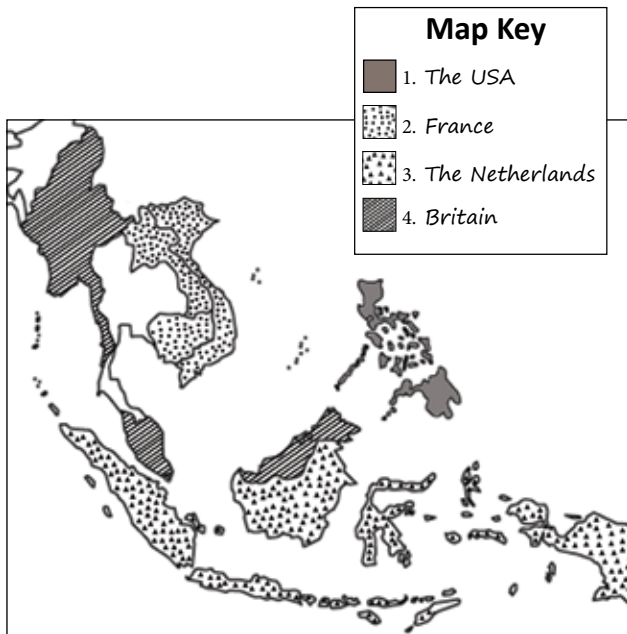 Map Key
1. The USA
2. France
3. The Netherlands
4. Britain